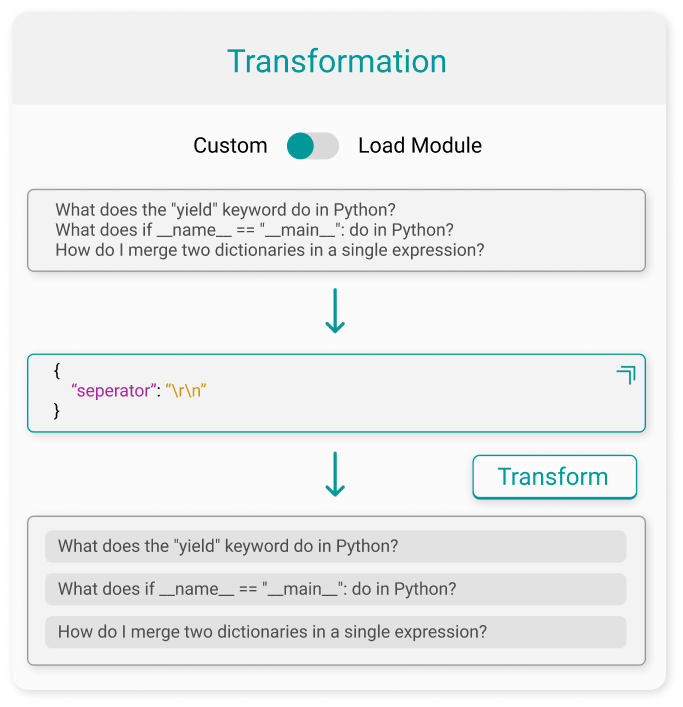 Transformation
Custom Load Module
What does the "yield" keyword do in Python?
What does if __name__ == "__main__": do in Python?
How do I merge two dictionaries in a single expression?
{
“seperator”: “\r\n”
}
Transform
What does the "yield" keyword do in Python?
What does if __name__ == "__main__": do in Python?
How do I merge two dictionaries in a single expression?